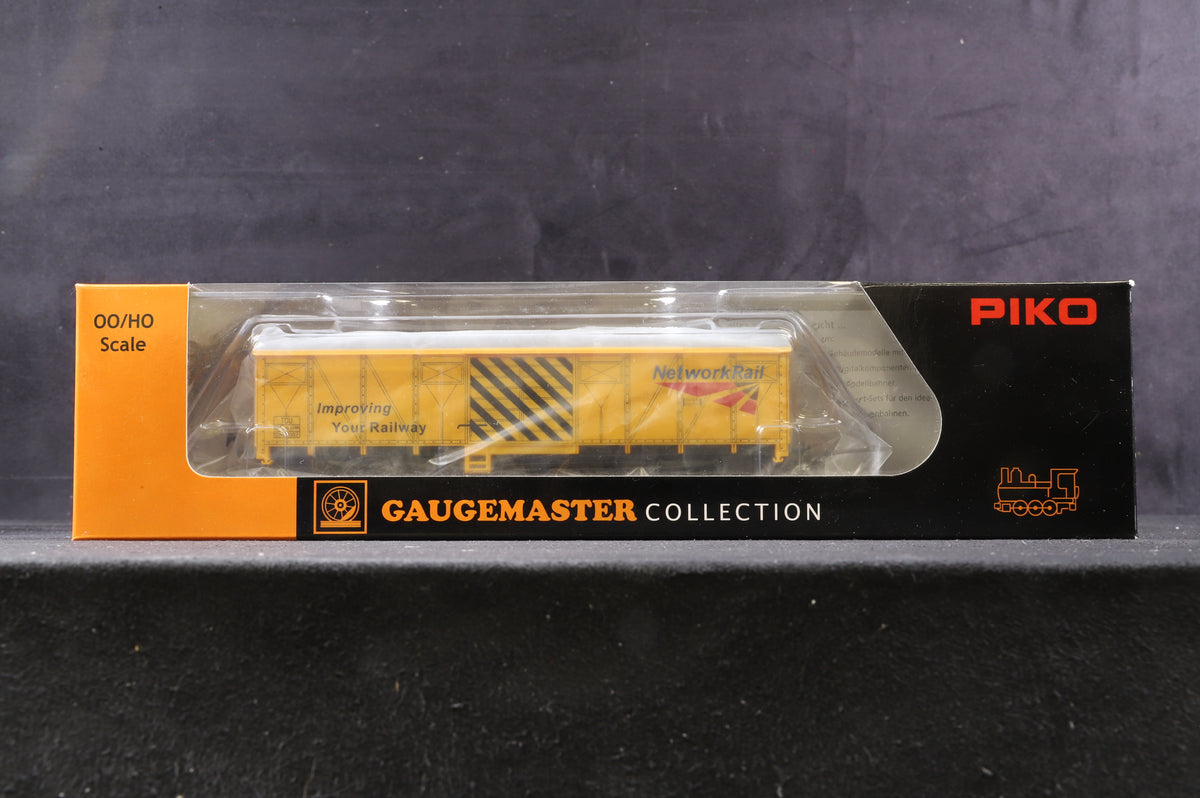 OO/HO
Scale
PIKO
NetworkRail
Improving
Your Railway
GAUGEMASTER COLLECTION